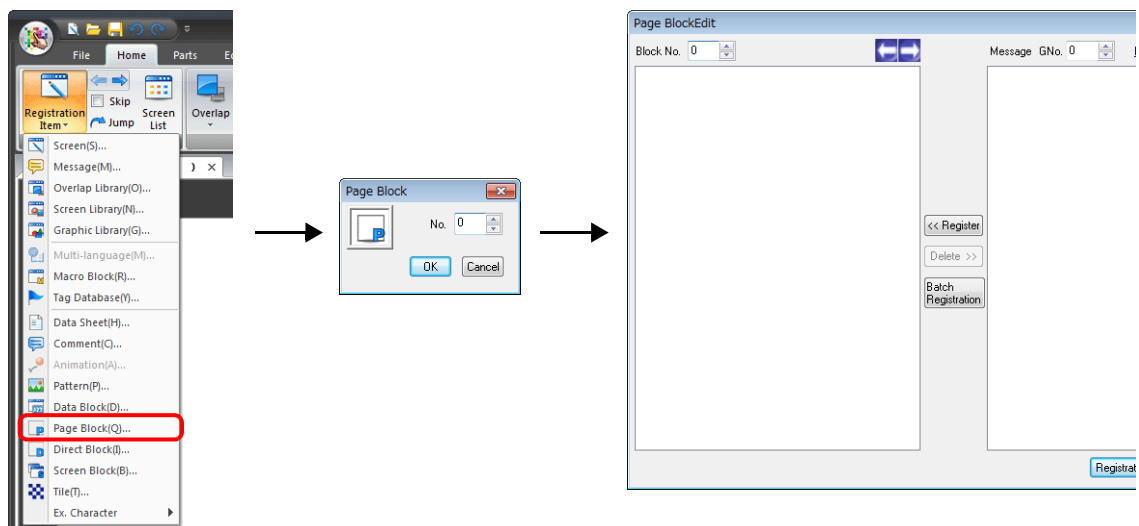 File Home Parts
Registration
Item
Skip
Jump
Screen
List
Overlap
Screen(S)...
Message(M)...
Overlap Library(O)...
Screen Library(N)...
Graphic Library(G)...
Multi-language(M)...
Macro Block(R)...
Tag Database(Y)...
Data Sheet(H)...
Comment(C)...
Animation(A)...
Pattern(P)...
Data Block(D)...
Page Block(Q)...
Direct Block(I)...
Screen Block(B)...
Tile(T)...
Ex. Character
) ×
Page Block
No. 0
OK Cancel
Page BlockEdit
Block No. 0
Message GNo. 0
<< Register
Delete >>
Batch
Registration
Registrat